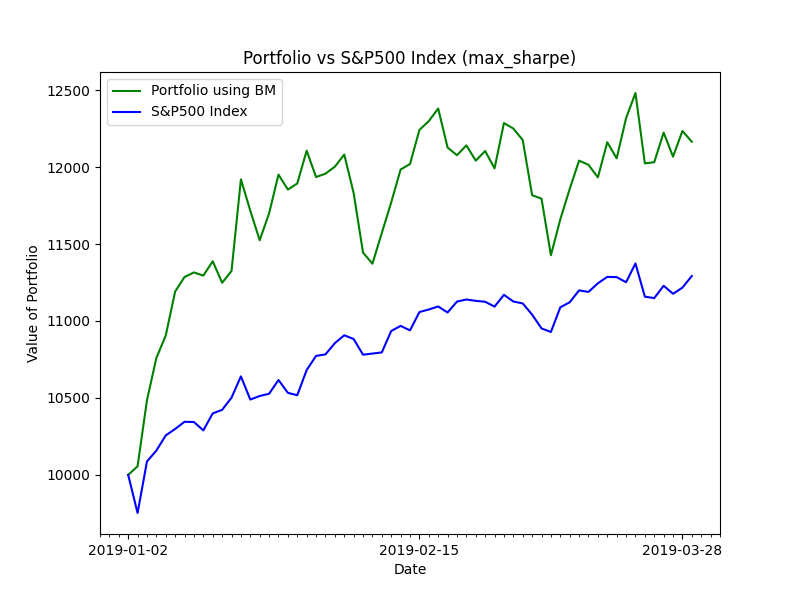 Portfolio vs S&P500 Index (max_sharpe)
Portfolio using BM
S&P500 Index
12500
12000
11500
11000
10500
10000
Value of Portfolio
2019-01-02
2019-02-15
2019-03-28
Date